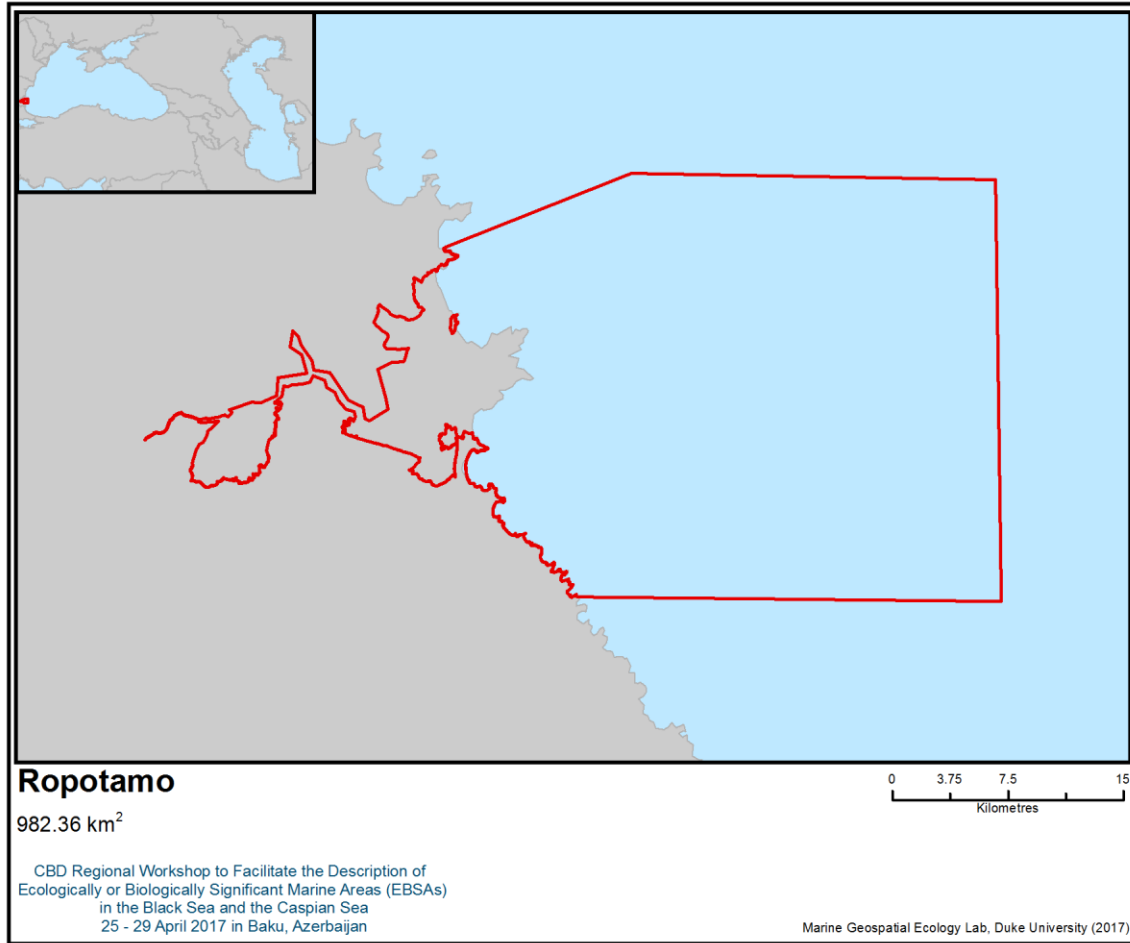 Ropotamo
982.36 km²
0 3.75 7.5 15
Kilometres
CBD Regional Workshop to Facilitate the Description of
Ecologically or Biologically Significant Marine Areas (EBSAs)
in the Black Sea and the Caspian Sea
25 - 29 April 2017 in Baku, Azerbaijan
Marine Geospatial Ecology Lab, Duke University (2017)